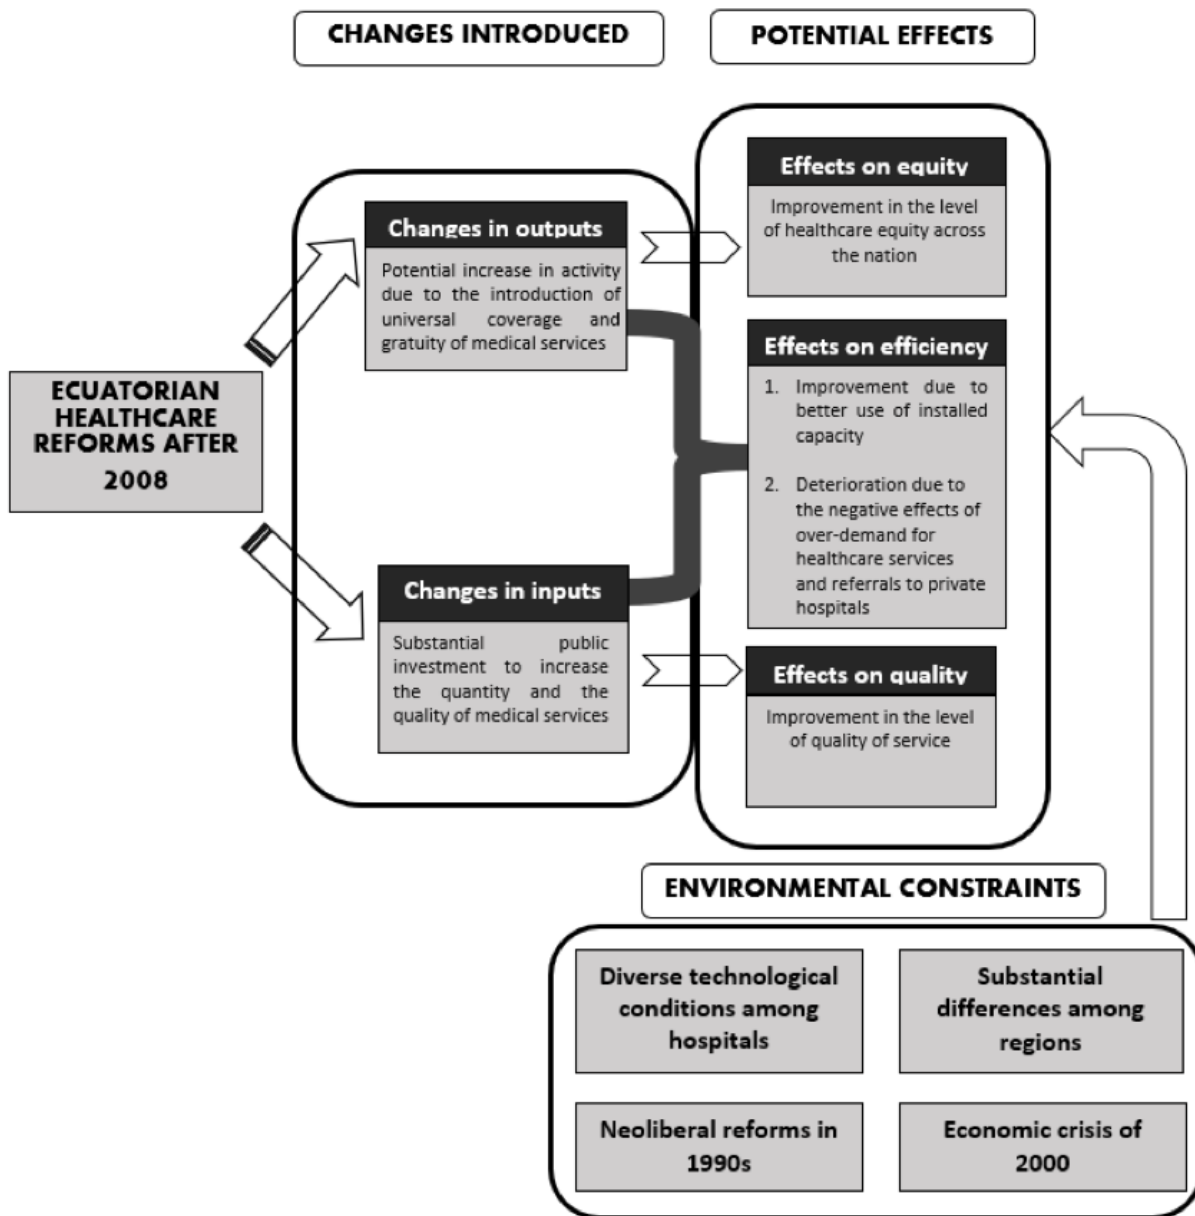 CHANGES INTRODUCED
POTENTIAL EFFECTS
ECUATORIAN
HEALTHCARE
REFORMS AFTER
2008
Changes in outputs
Potential increase in activity
due to the introduction of
universal coverage and
gratuity of medical services
Changes in inputs
Substantial public
investment to increase
the quantity and the
quality of medical services
Effects on equity
Improvement in the level
of healthcare equity across
the nation
Effects on efficiency
1. Improvement due to
better use of installed
capacity
2. Deterioration due to
the negative effects of
over-demand for
healthcare services
and referrals to private
hospitals
Effects on quality
Improvement in the level
of quality of service
ENVIRONMENTAL CONSTRAINTS
Diverse technological
conditions among
hospitals
Substantial
differences among
regions
Neoliberal reforms in
1990s
Economic crisis of
2000